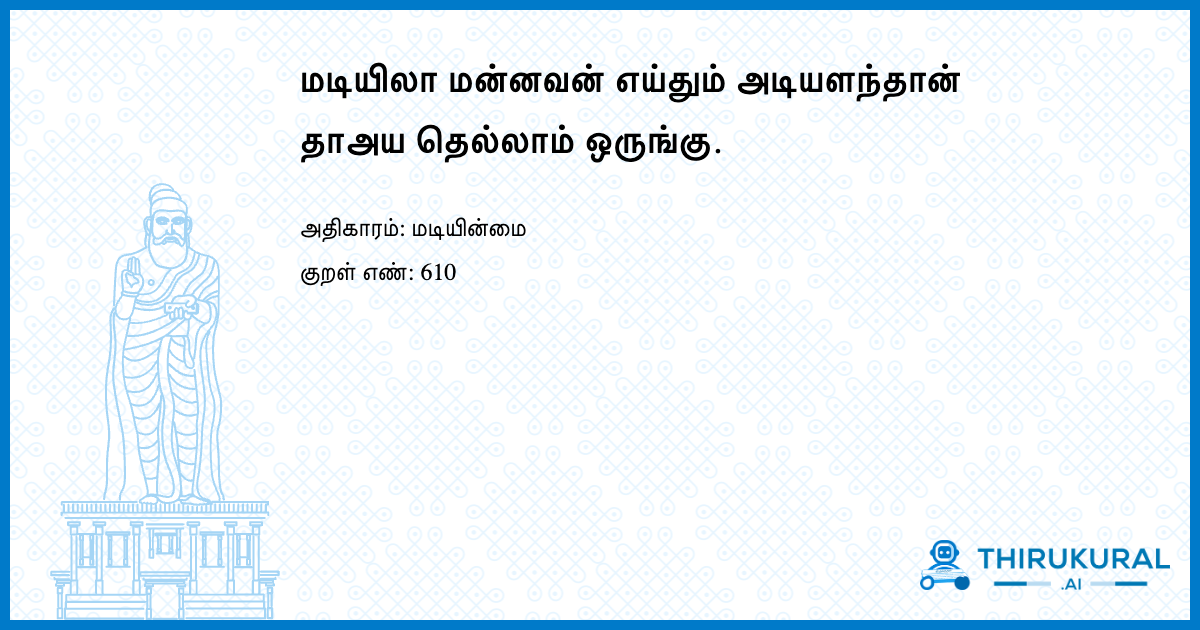 மடியிலா மன்னவன் எய்தும் அடியளந்தான்
தாஅய தெல்லாம் ஒருங்கு.
அதிகாரம்: மடியின்மை
குறள் எண்: 610
THIRUKURAL
.AI